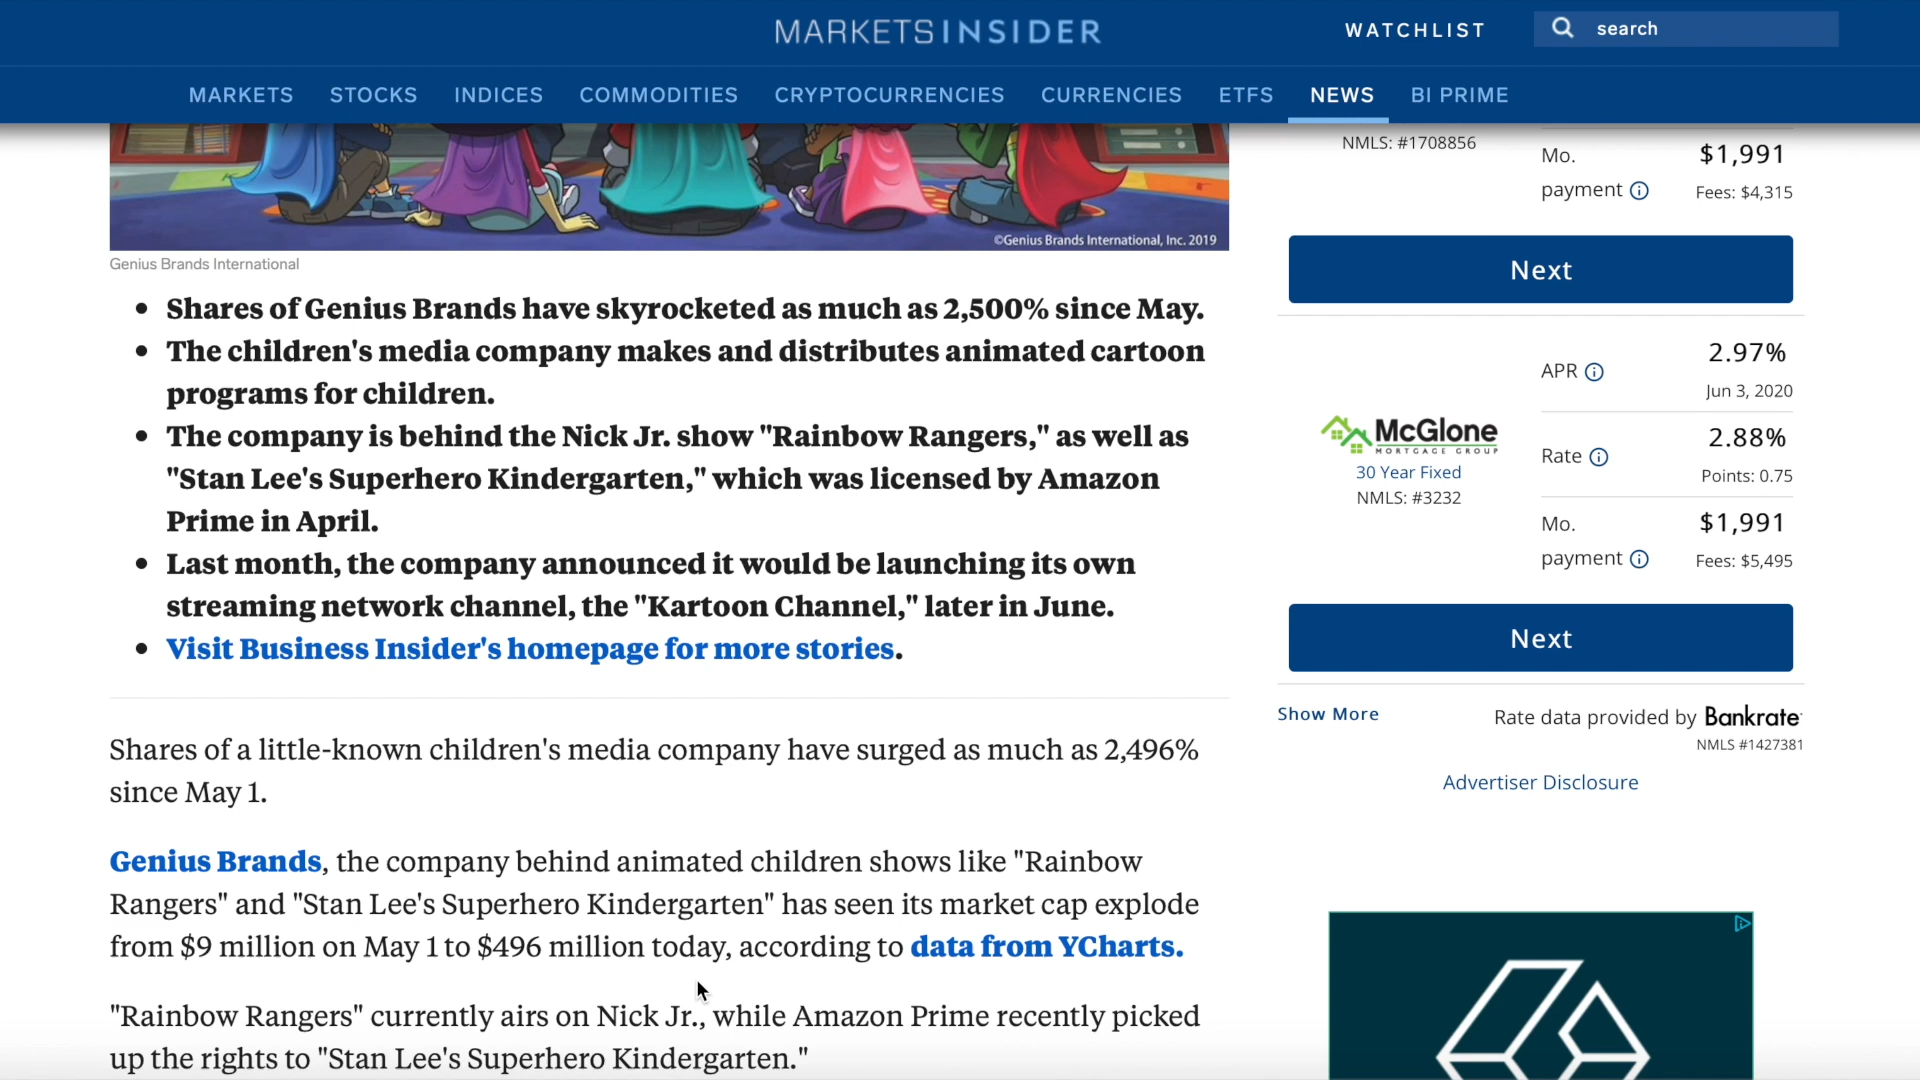 MARKETS INSIDER
WATCHLIST
search
MARKETS STOCKS INDICES COMMODITIES CRYPTOCURRENCIES CURRENCIES ETFS NEWS BI PRIME
©Genius Brands International, Inc. 2019
Genius Brands International
• Shares of Genius Brands have skyrocketed as much as 2,500% since May.
• The children's media company makes and distributes animated cartoon
programs for children.
• The company is behind the Nick Jr. show "Rainbow Rangers," as well as
"Stan Lee's Superhero Kindergarten," which was licensed by Amazon
Prime in April.
• Last month, the company announced it would be launching its own
streaming network channel, the "Kartoon Channel," later in June.
• Visit Business Insider's homepage for more stories.
Shares of a little-known children's media company have surged as much as 2,496%
since May 1.
Genius Brands, the company behind animated children shows like "Rainbow
Rangers" and "Stan Lee's Superhero Kindergarten" has seen its market cap explode
from $9 million on May 1 to $496 million today, according to data from YCharts.
"Rainbow Rangers" currently airs on Nick Jr., while Amazon Prime recently picked
up the rights to "Stan Lee's Superhero Kindergarten."
NMLS: #1708856
Mo.
payment
$1,991
Fees: $4,315
Next
McGlone
MORTGAGE GROUP
30 Year Fixed
NMLS: #3232
APR
2.97%
Jun 3, 2020
Rate
2.88%
Points: 0.75
Mo.
payment
$1,991
Fees: $5,495
Next
Show More
Rate data provided by Bankrate
NMLS #1427381
Advertiser Disclosure